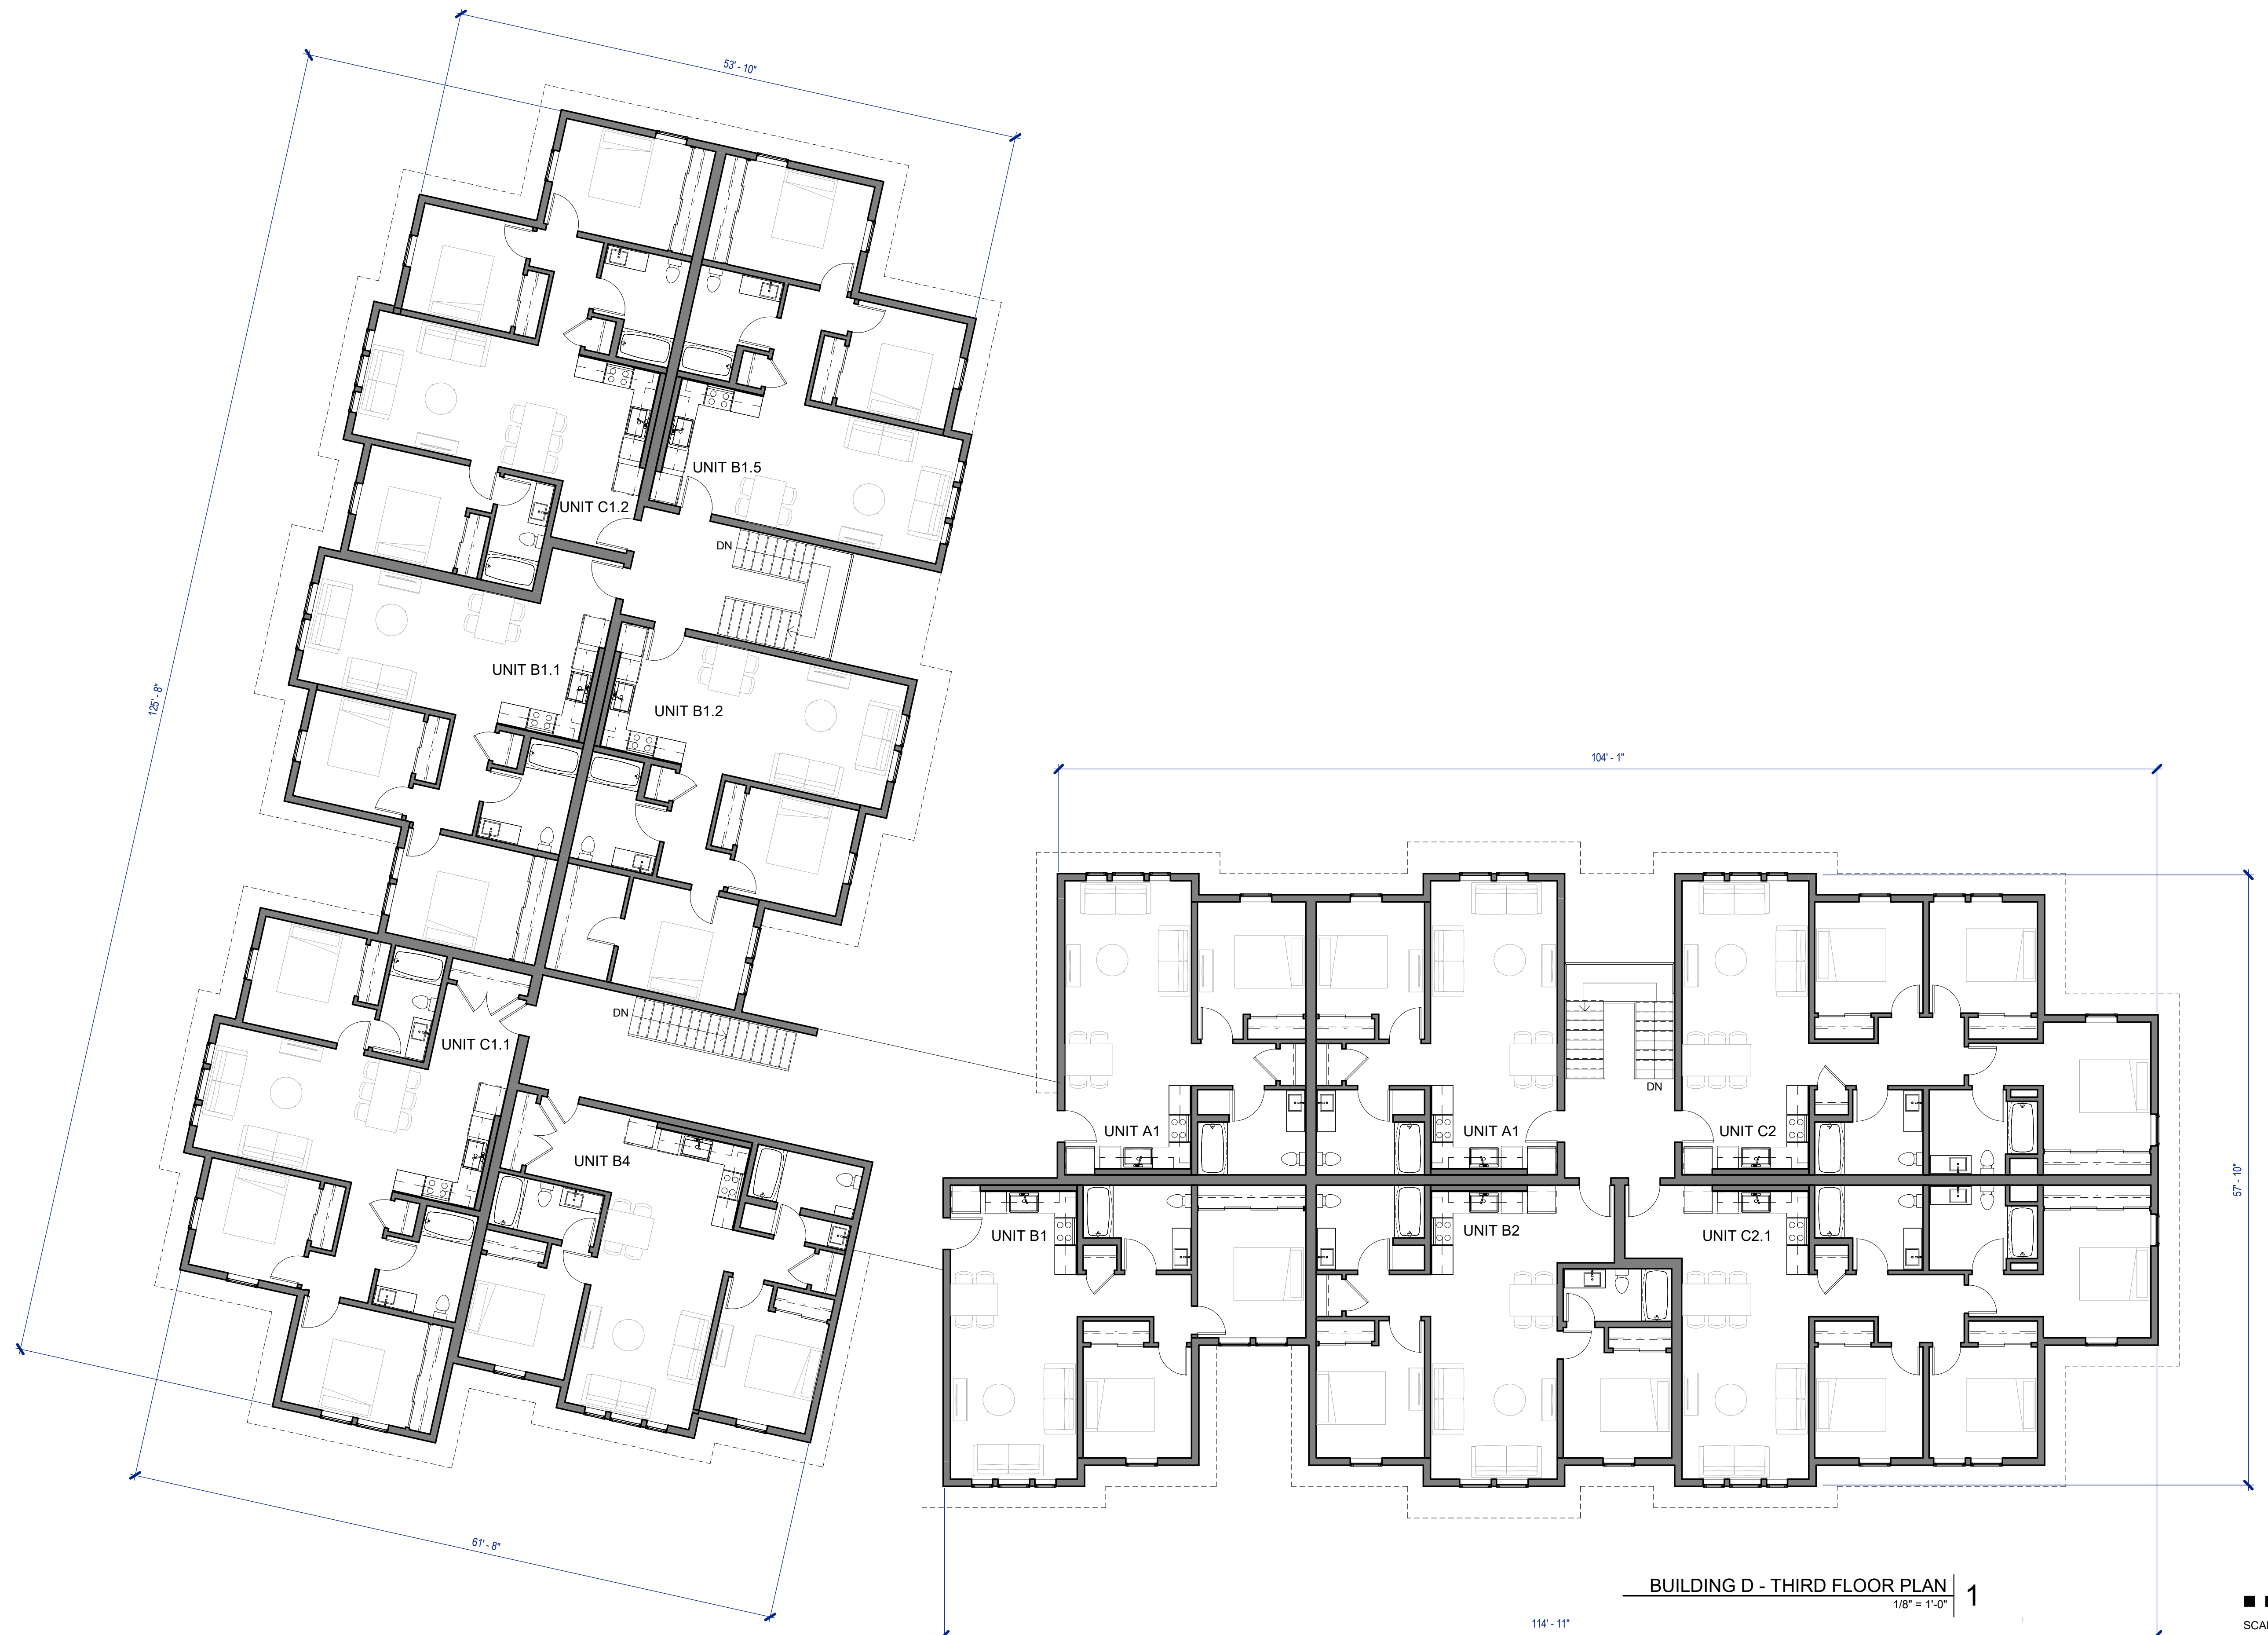 53' - 10"
UNIT B1.5
UNIT C1.2
DN
UNIT B1.1
125' - 8"
UNIT B1.2
104' - 1"
DN
UNIT C1.1
DN
UNIT A1
UNIT A1
UNIT C2
UNIT B4
57' - 10"
UNIT B1
UNIT B2
UNIT C2.1
61' - 8"
BUILDING D - THIRD FLOOR PLAN
1
1/8" = 1'-0"
114' - 11"